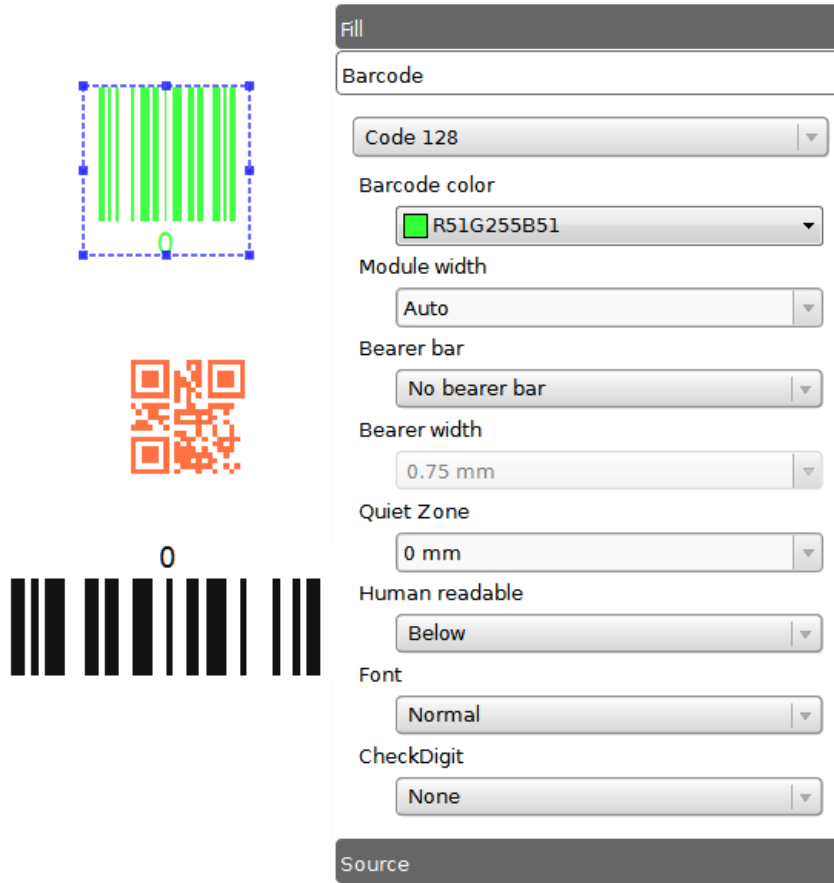 0
0
Fill
Barcode
Code 128
Barcode color
R51G255B51
Module width
Auto
Bearer bar
No bearer bar
Bearer width
0.75 mm
Quiet Zone
0 mm
Human readable
Below
Font
Normal
CheckDigit
None
Source